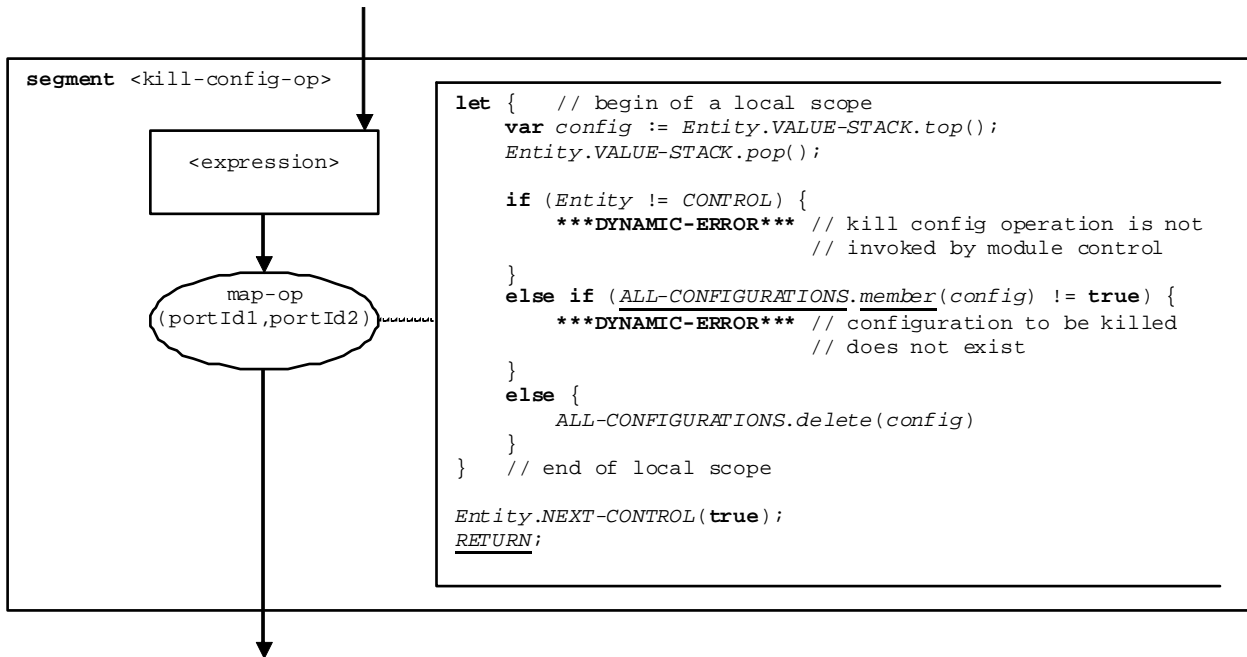 segment <kill-config-op>
<expression>
map-op
(portId1,portId2)
let { // begin of a local scope
var config := Entity.VALUE-STACK.top();
Entity.VALUE-STACK.pop();
if (Entity != CONTROL) {
***DYNAMIC-ERROR*** // kill config operation is not
// invoked by module control
}
else if (ALL-CONFIGURATIONS.member(config) != true) {
***DYNAMIC-ERROR*** // configuration to be killed
// does not exist
}
else {
ALL-CONFIGURATIONS.delete(config)
}
} // end of local scope
Entity.NEXT-CONTROL(true);
RETURN;